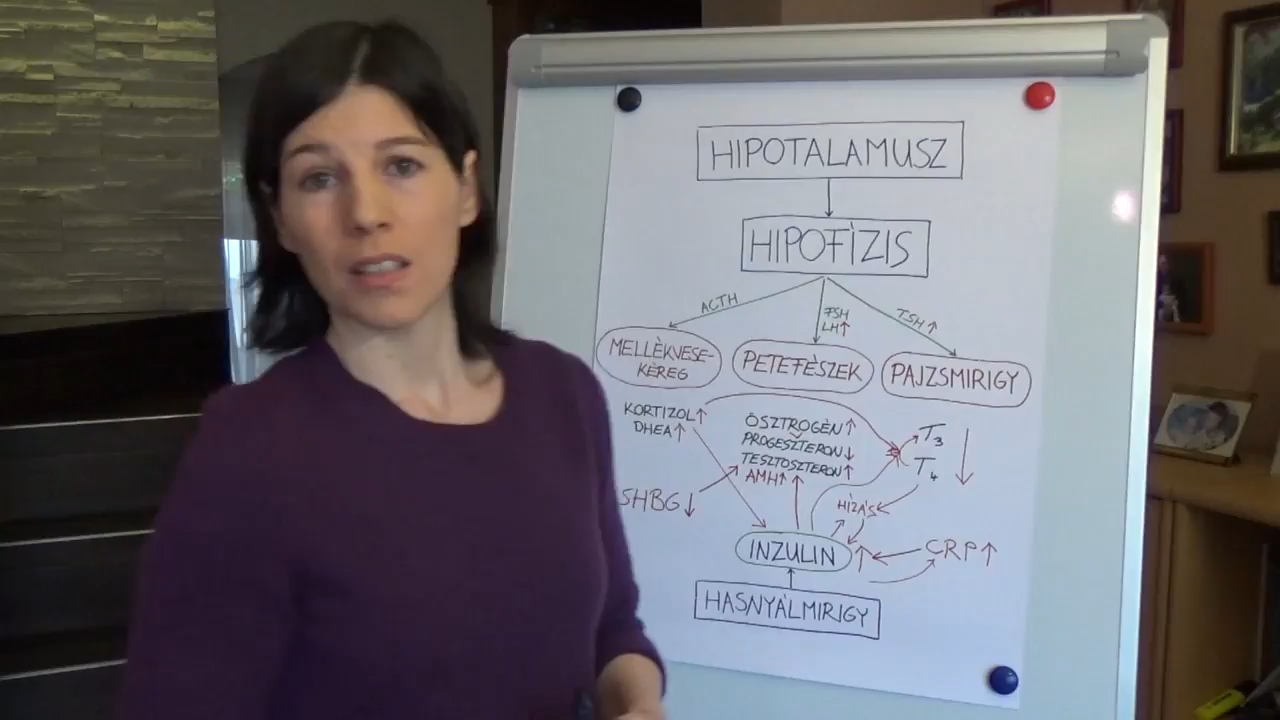 HIPOTALAMUSZ
HIPOFÍZIS
ACTH
FSH
LH↑
TSH↑
MELLÉKVESE-
KÉREG
PETEFÉSZEK
PAJZSMIRIGY
KORTIZOL↑
DHEA↑
ÖSZTROGÉN↑
PROGESZTERON↓
TESZTOSZTERON↑
AMH↑
T3
T4
↓
SHBG↓
HÍZÁS
INZULIN ↑
CRP↑
HASNYÁLMIRIGY